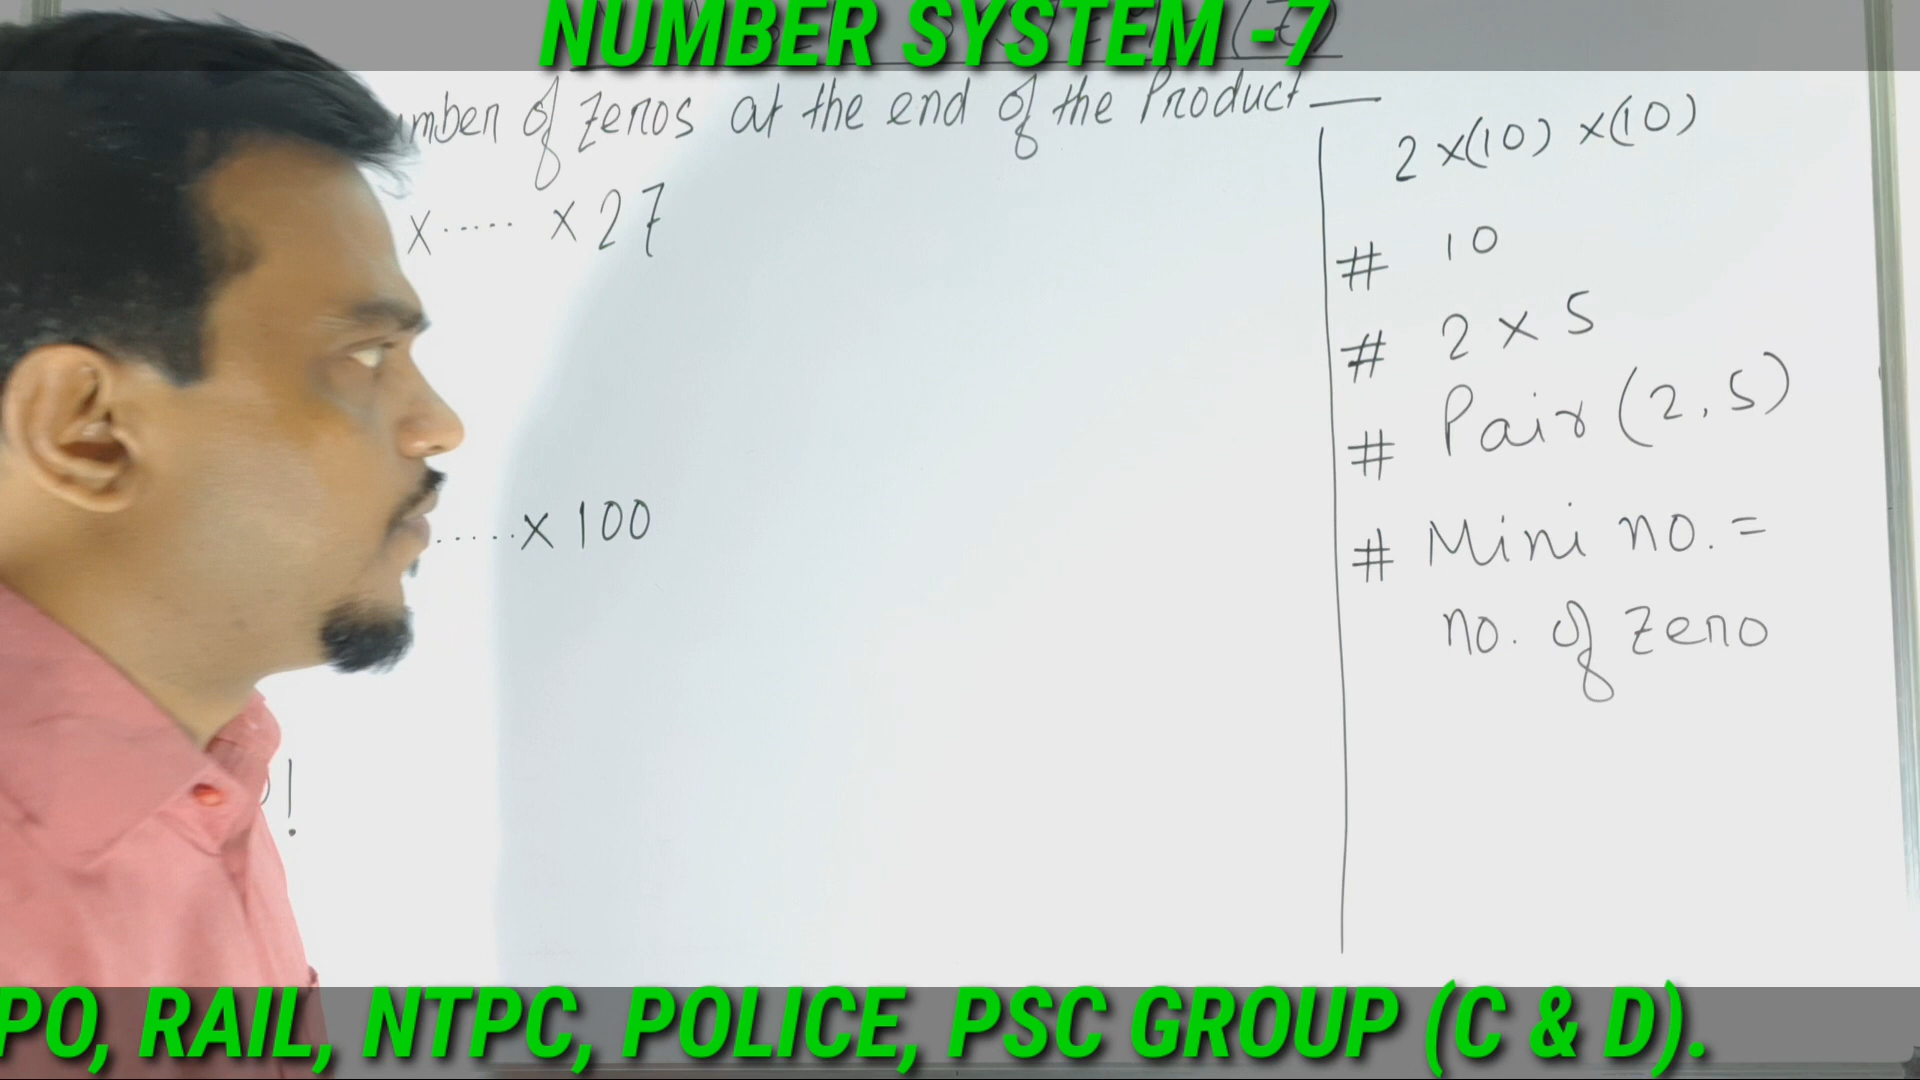 NUMBER SYSTEM -7
mber of Zeros at the end of the Product —
x ..... x 27
..... x 100
!
2 x (10) x (10)
# 10
# 2 x 5
# Pair (2, 5)
# Mini no. =
no. of Zero
PO, RAIL, NTPC, POLICE, PSC GROUP (C & D).